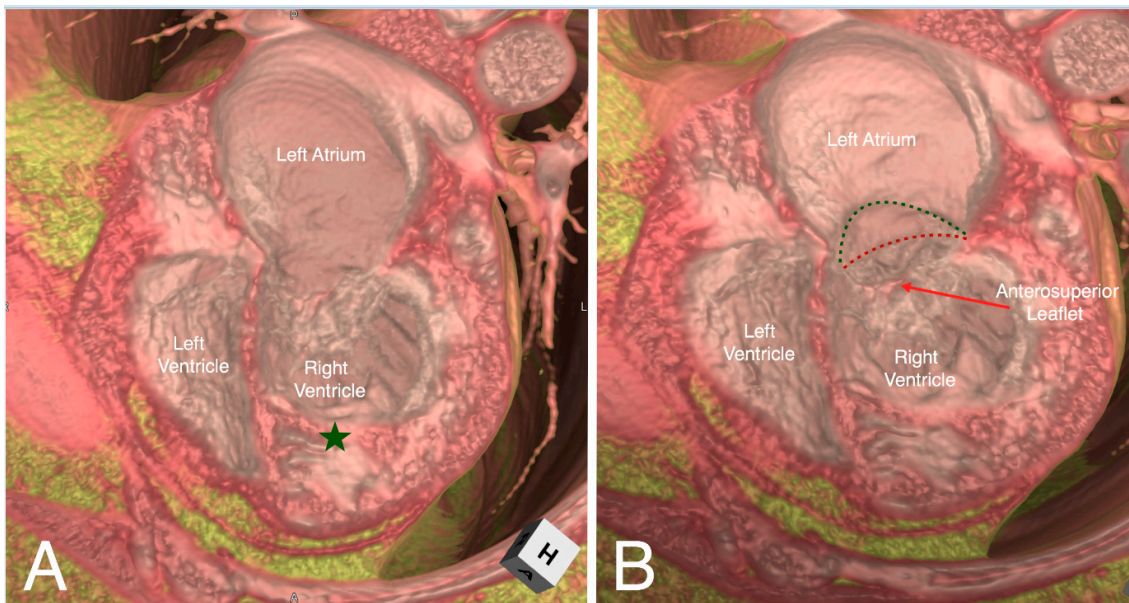 P
Left Atrium
Left
Ventricle
Right
Ventricle
L
A
H
A
A
Left Atrium
Anterosuperior
Leaflet
Left
Ventricle
Right
Ventricle
B